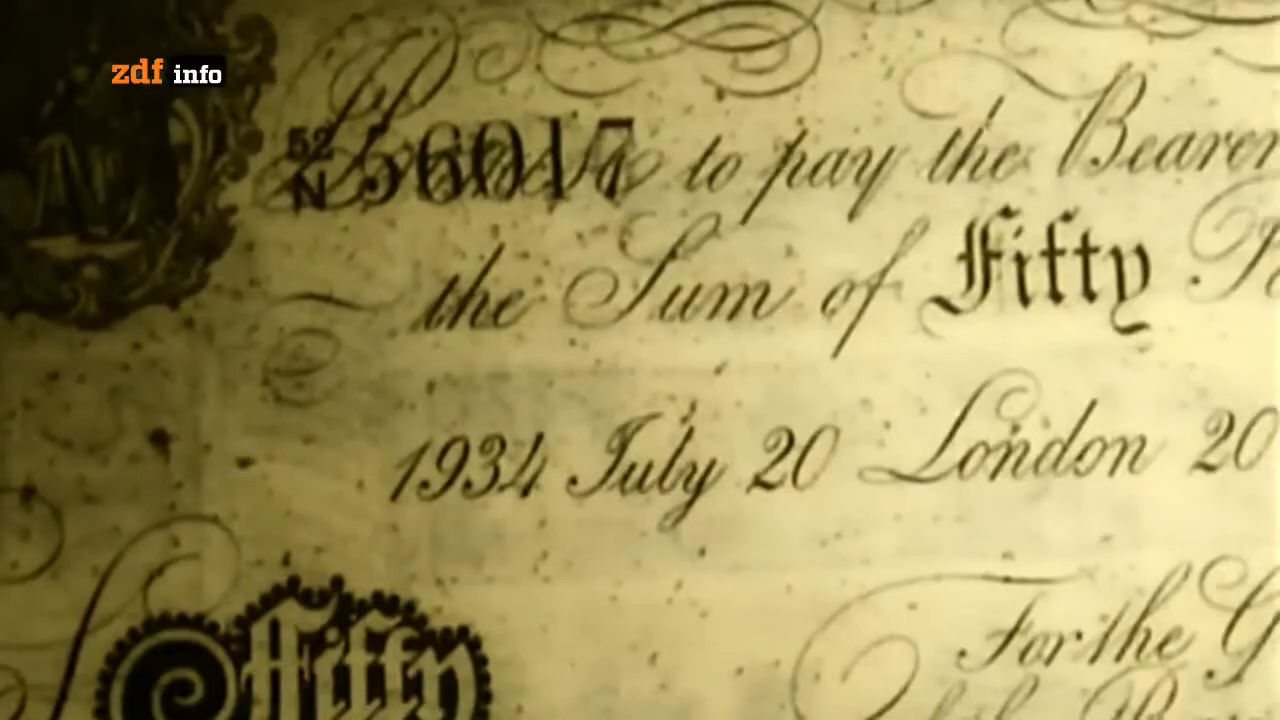 zdf info
52
N 56017 to pay the Bearer
the Sum of Fifty
1934 July 20 London 20
For the
Fifty